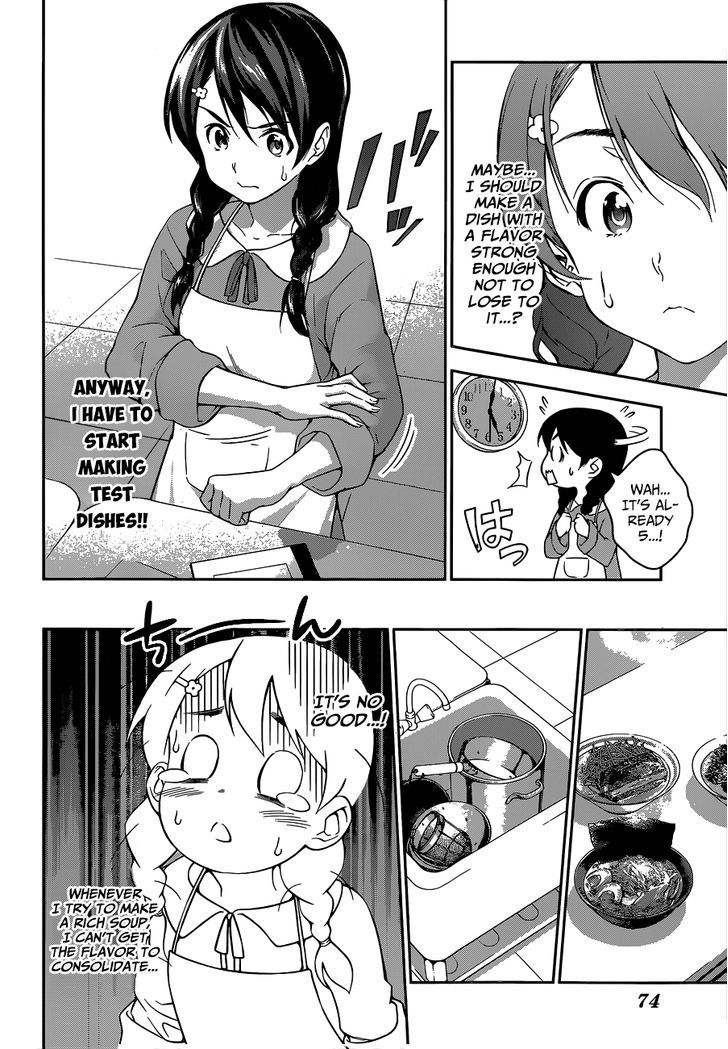 MAYBE...
I SHOULD
MAKE A
DISH WITH
A FLAVOR
STRONG
ENOUGH
NOT TO
LOSE TO
IT...?
WAH...
IT'S AL-
READY
5...!
はっ
ANYWAY,
I HAVE TO
START
MAKING
TEST
DISHES!!
ちーん
IT'S NO
GOOD...!
WHENEVER
I TRY TO MAKE
A RICH SOUP,
I CAN'T GET
THE FLAVOR TO
CONSOLIDATE...
74